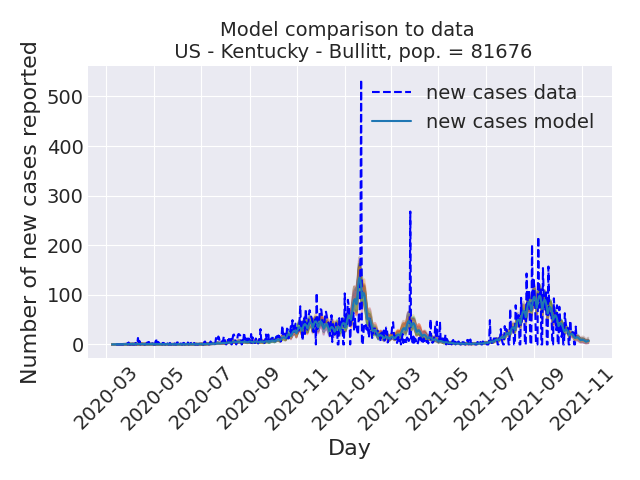 Model comparison to data
US - Kentucky - Bullitt, pop. = 81676
Number of new cases reported
500
400
300
200
100
0
new cases data
new cases model
2020-03
2020-05
2020-07
2020-09
2020-11
2021-01
2021-03
2021-05
2021-07
2021-09
2021-11
Day